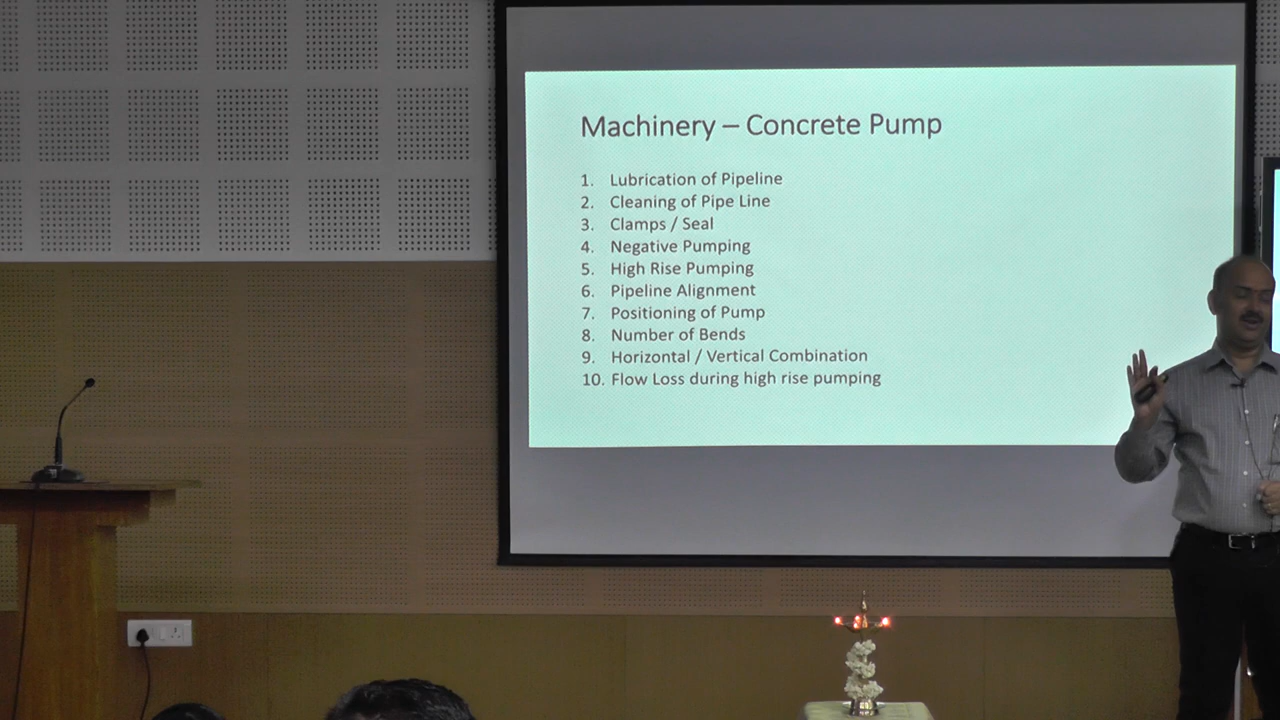 Machinery – Concrete Pump
1. Lubrication of Pipeline
2. Cleaning of Pipe Line
3. Clamps / Seal
4. Negative Pumping
5. High Rise Pumping
6. Pipeline Alignment
7. Positioning of Pump
8. Number of Bends
9. Horizontal / Vertical Combination
10. Flow Loss during high rise pumping